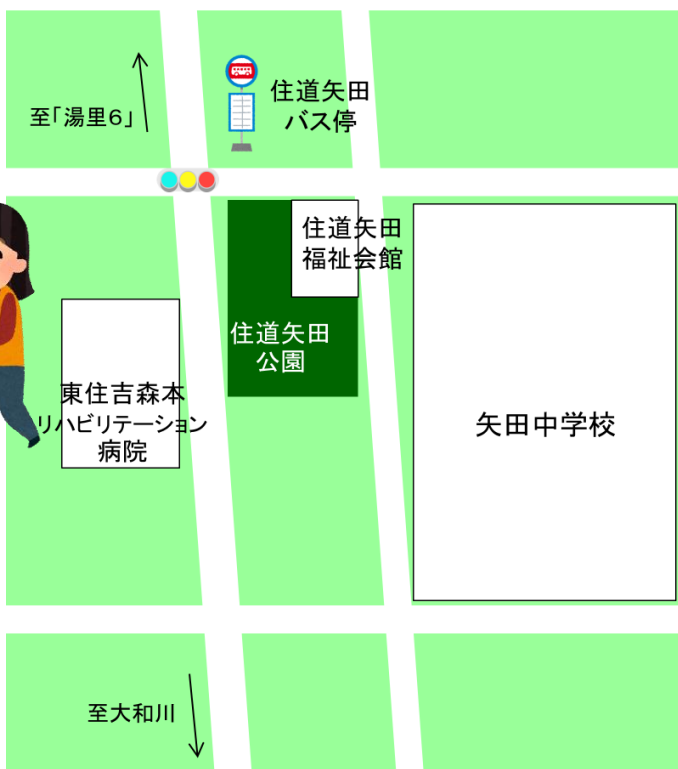 至「湯里6」
住道矢田
バス停
住道矢田
福祉会館
住道矢田
公園
東住吉森本
リハビリテーション
病院
矢田中学校
至大和川